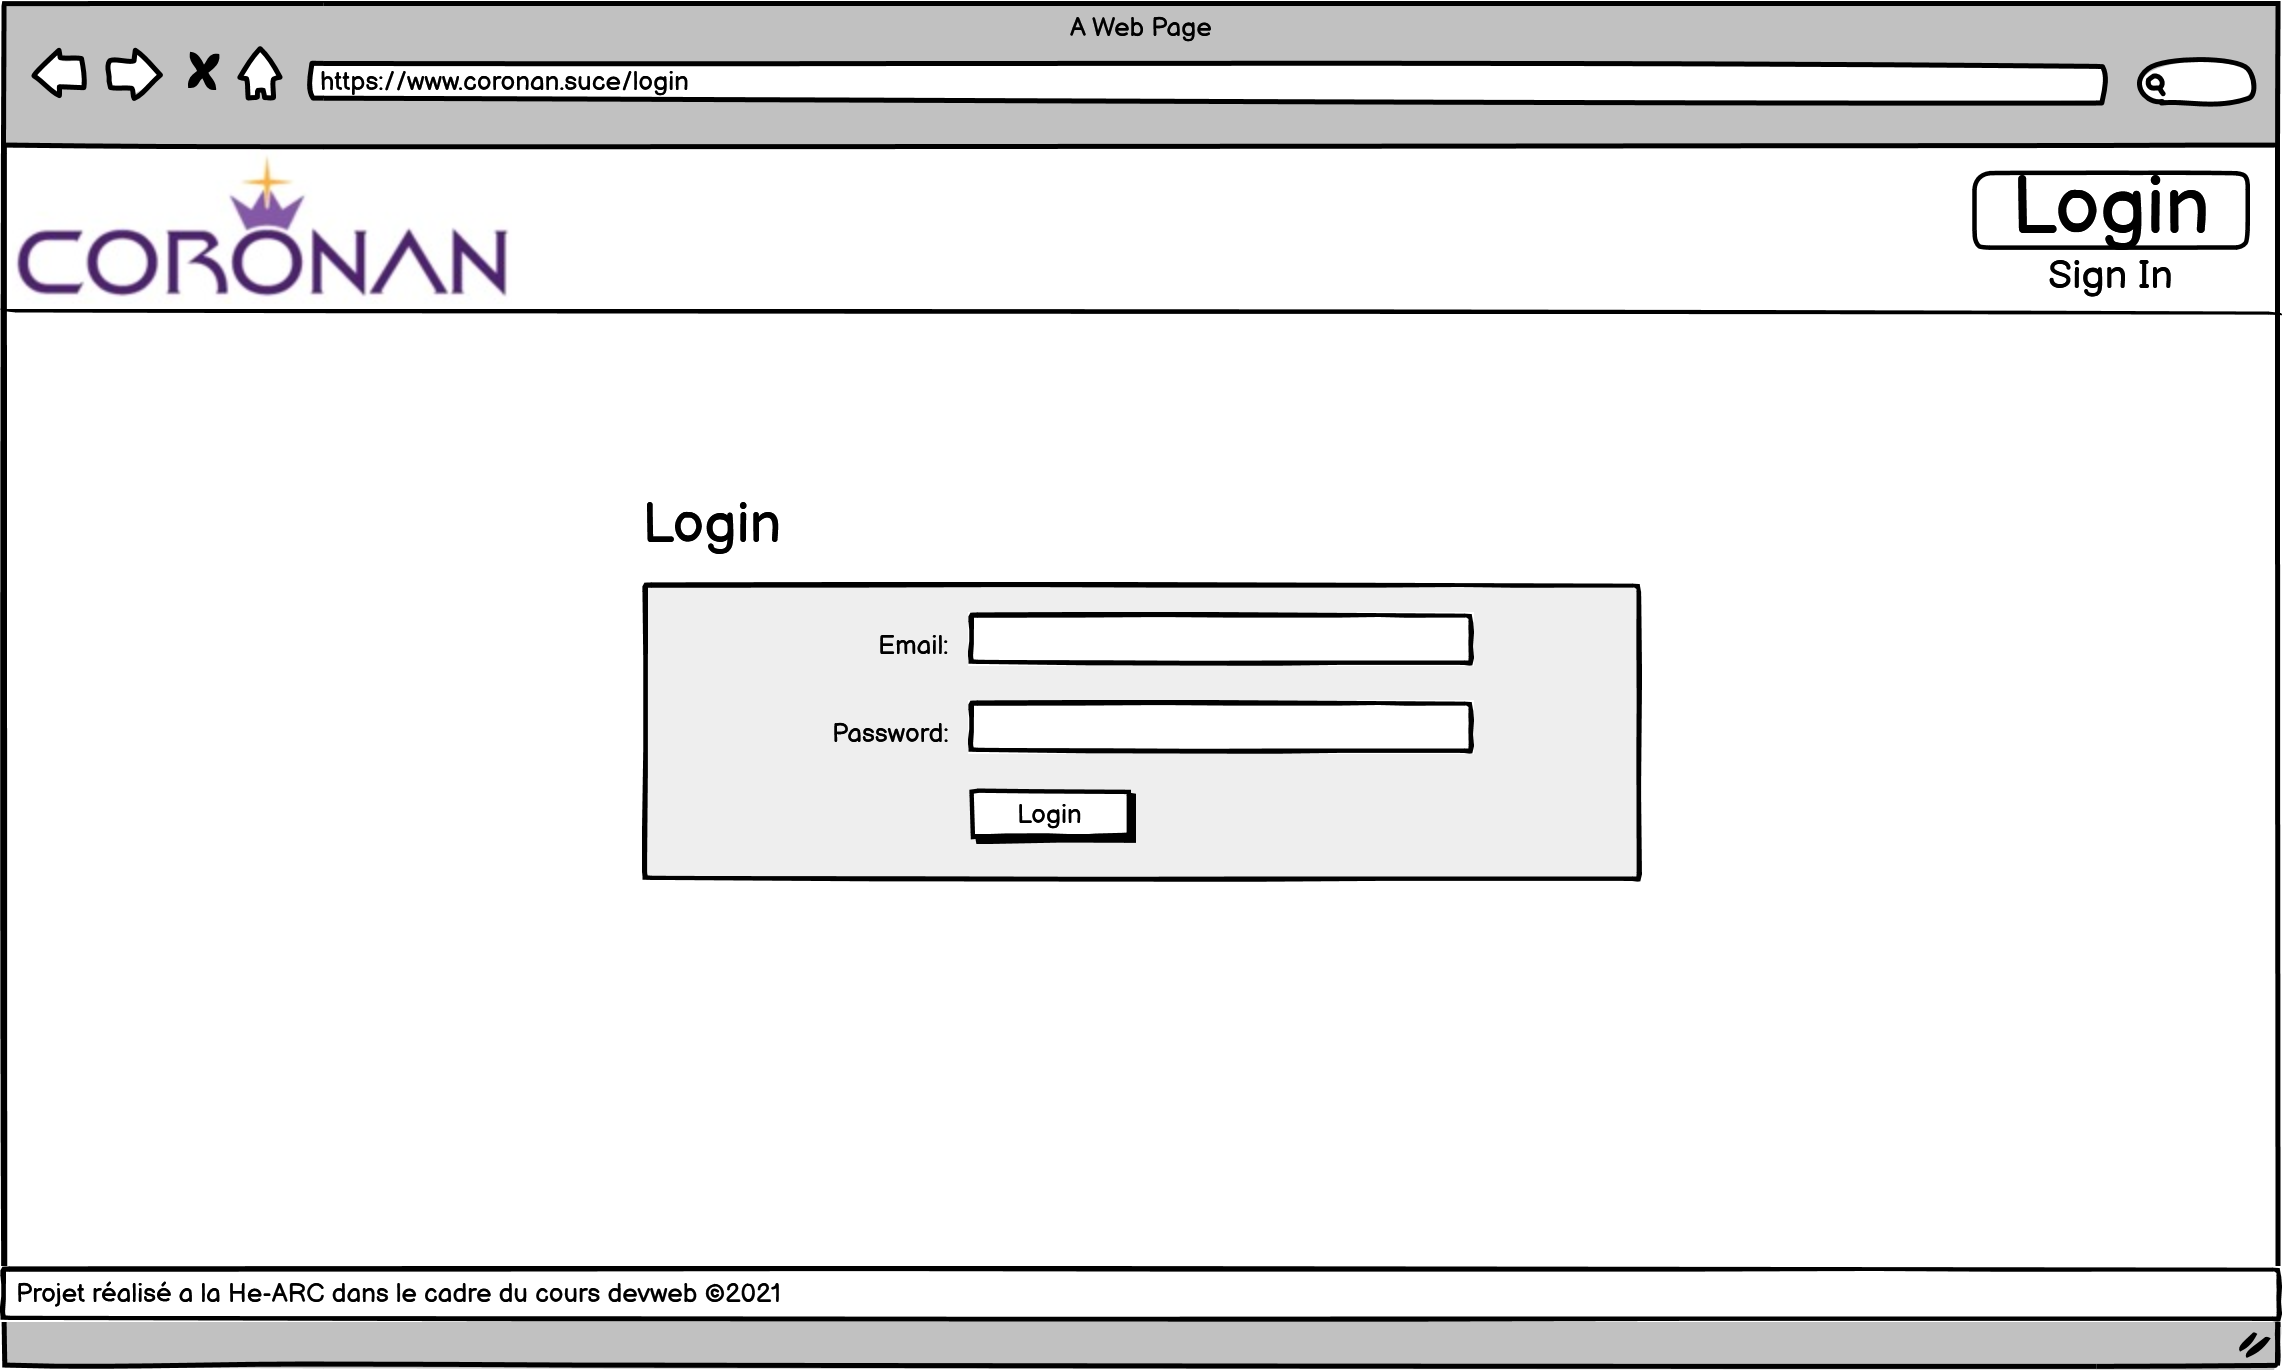 A Web Page
https://www.coronan.suce/login
CORONAN
Login
Sign In
Login
Email:
Password:
Login
Projet réalisé a la He-ARC dans le cadre du cours devweb ©2021